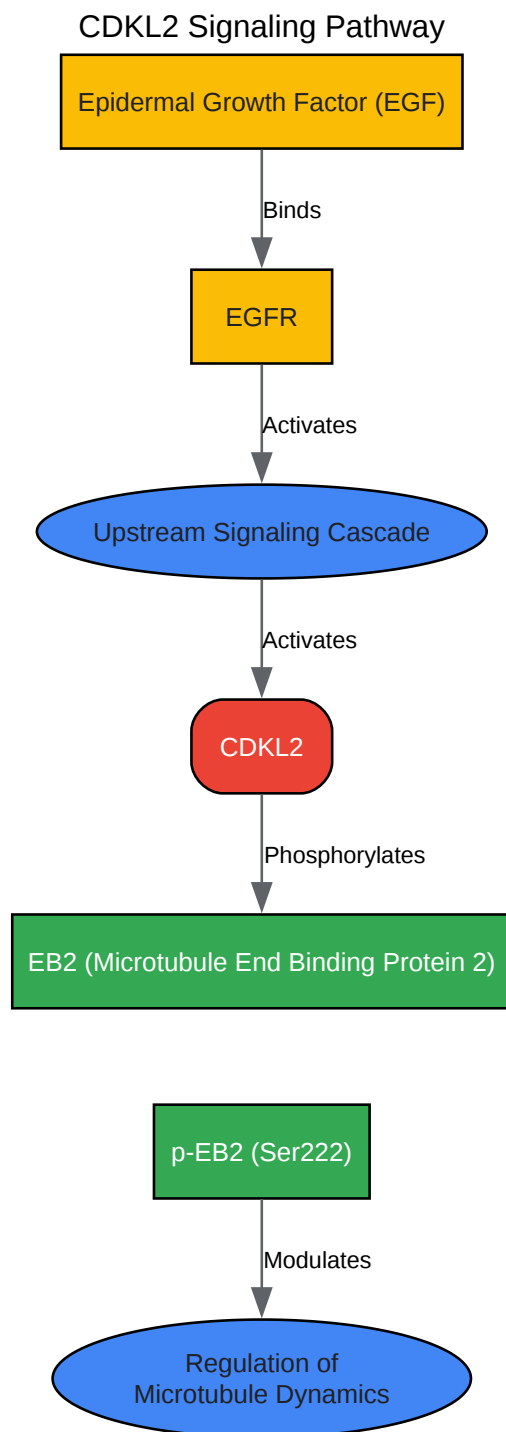 CDKL2 Signaling Pathway
Epidermal Growth Factor (EGF)
Binds
EGFR
Activates
Upstream Signaling Cascade
Activates
CDKL2
Phosphorylates
EB2 (Microtubule End Binding Protein 2)
p-EB2 (Ser222)
Modulates
Regulation of
Microtubule Dynamics